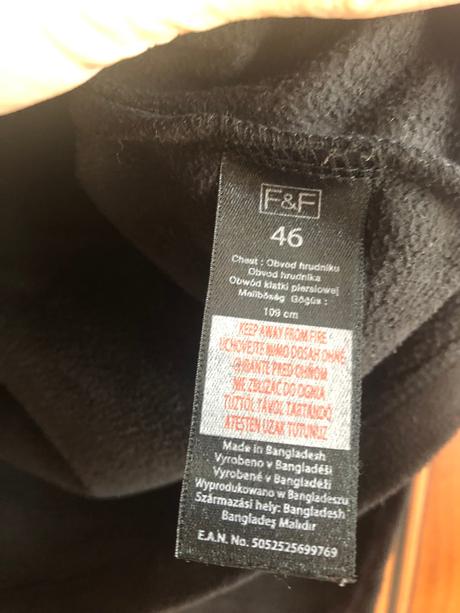 F&F
46
Chest : Obvod hrudníku
Obvod hrudníka
Obwód klatki piersiowej
Mellbőség Göğüs :
109 cm
KEEP AWAY FROM FIRE
UCHOVEJTE MIMO DOSAH OHNĚ
CHRÁNTE PRED OHŇOM
NIE ZBLIŻAĆ DO OGNIA
TŰZTŐL TÁVOL TARTANDÓ
ATEŞTEN UZAK TUTUNUZ
Made in Bangladesh
Vyrobeno v Bangladéši
Vyrobené v Bangladéži
Wyprodukowano w Bangladeszu
Származási hely: Bangladesh
Bangladeş Malıdır
E.A.N. No. 5052525699769